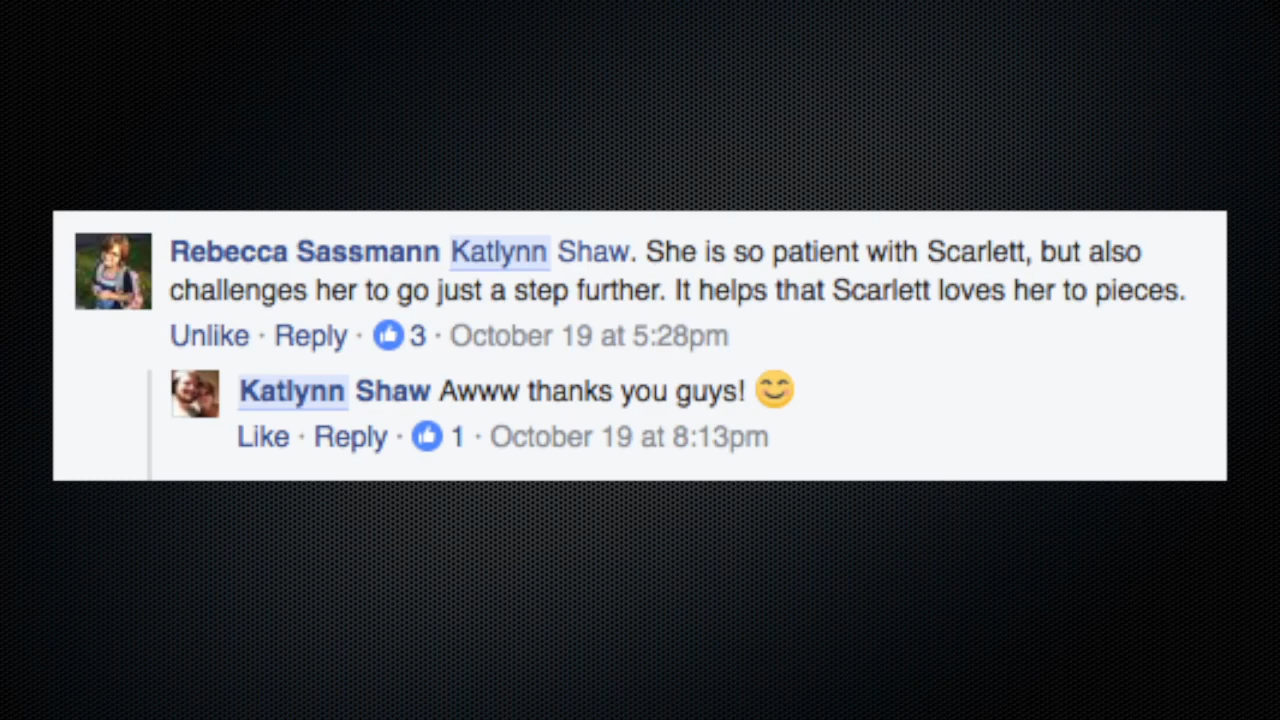 Rebecca Sassmann Katlynn Shaw. She is so patient with Scarlett, but also
challenges her to go just a step further. It helps that Scarlett loves her to pieces.
Unlike · Reply · 3 · October 19 at 5:28pm
Katlynn Shaw Awww thanks you guys! 😊
Like · Reply · 1 · October 19 at 8:13pm